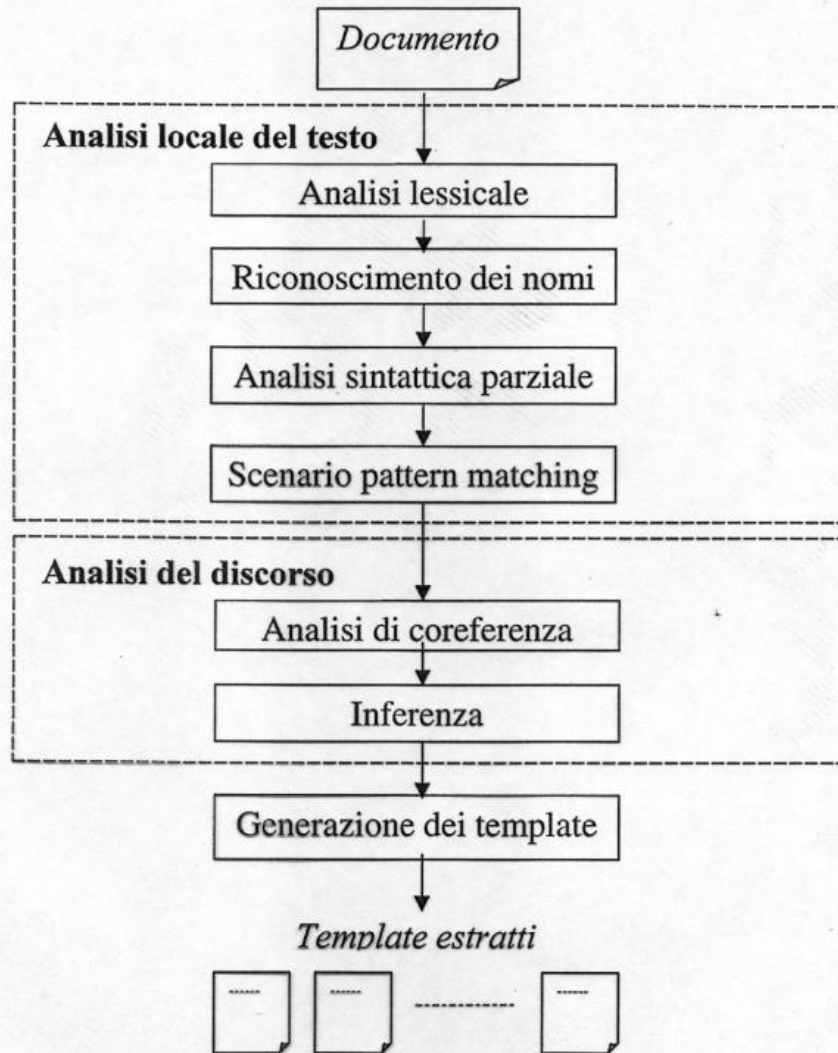 Documento
Analisi locale del testo
Analisi lessicale
Riconoscimento dei nomi
Analisi sintattica parziale
Scenario pattern matching
Analisi del discorso
Analisi di coreferenza
Inferenza
Generazione dei template
Template estratti